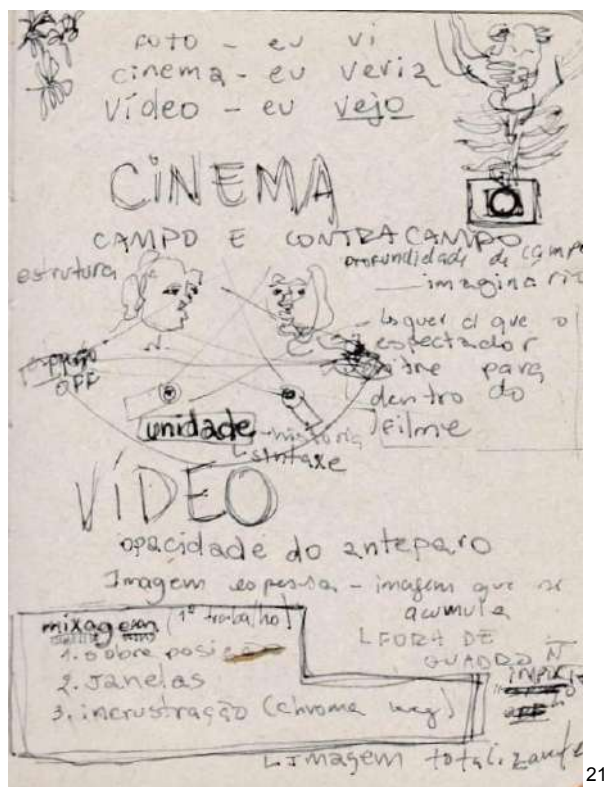 FOTO - eu vi
cinema - eu veria
vídeo - eu vejo
CINEMA
CAMPO E CONTRACAMPO
estrutura
profundidade de campo
imaginário
que o
espectador
entre para
dentro do
filme
OFF
unidade - história
sintaxe
VÍDEO
opacidade do anteparo
Imagem espessa - imagem que se
acumula
mixagem (1º trabalho)
FORA DE
QUADRO Ñ
1. sobreposição
2. Janelas
3. incrustração (chroma key)
Imagem totalizante
21